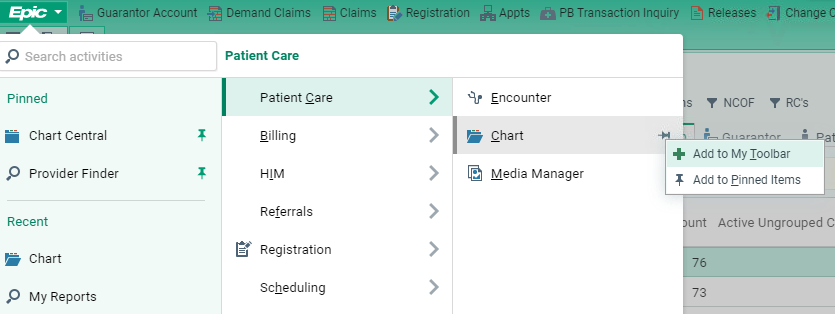 Epic Guarantor Account Demand Claims Claims Registration Appts PB Transaction Inquiry Releases Change
Search activities
Patient Care
Pinned
Chart Central
Provider Finder
Recent
Chart
My Reports
Patient Care
Billing
HIM
Referrals
Registration
Scheduling
Encounter
Chart
Media Manager
Add to My Toolbar
Add to Pinned Items
NCOF RC's
Guarantor
Active Ungrouped
76
73